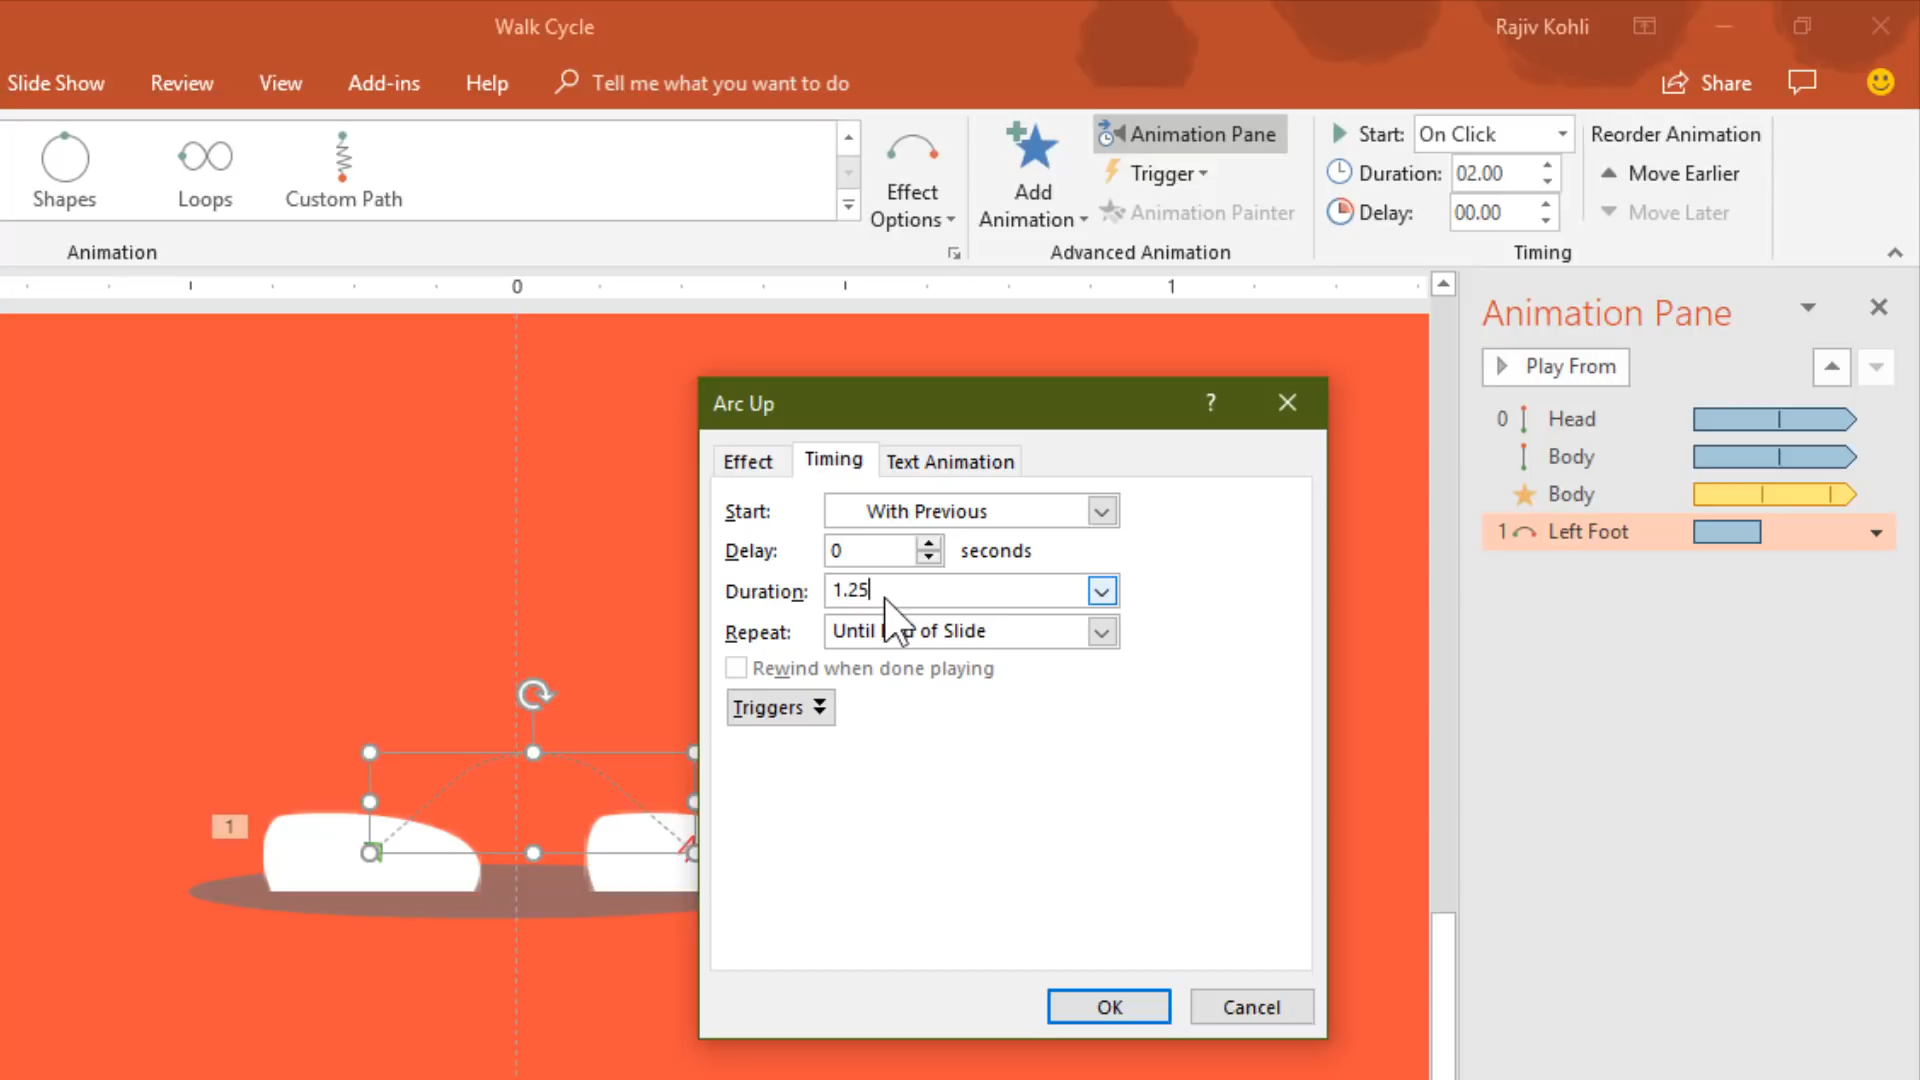 Walk Cycle
Rajiv Kohli
Slide Show Review View Add-ins Help Tell me what you want to do Share
Shapes Loops Custom Path
Animation
Effect Options
Add Animation
Animation Pane
Trigger
Animation Painter
Advanced Animation
Start: On Click
Duration: 02.00
Delay: 00.00
Timing
Reorder Animation
Move Earlier
Move Later
0 1
Animation Pane
Play From
0 Head
Body
Body
1 Left Foot
Arc Up ?
Effect Timing Text Animation
Start: With Previous
Delay: 0 seconds
Duration: 1.25
Repeat: Until End of Slide
Rewind when done playing
Triggers
OK Cancel
1